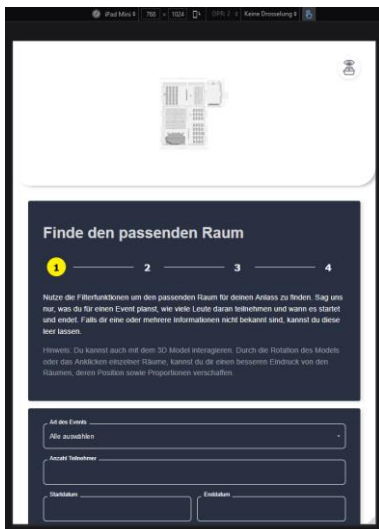 iPad Mini
768 × 1024
DPR: 2
Keine Drosselung
Finde den passenden Raum
1 2 3 4
Nutze die Filterfunktionen um den passenden Raum für deinen Anlass zu finden. Sag uns
nur, was du für einen Event planst, wie viele Leute daran teilnehmen und wann es startet
und endet. Falls dir eine oder mehrere Informationen nicht bekannt sind, kannst du diese
leer lassen.
Hinweis: Du kannst auch mit dem 3D Model interagieren. Durch die Rotation des Models
oder das Anklicken einzelner Räume, kannst du dir einen besseren Eindruck von den
Räumen, deren Position sowie Proportionen verschaffen.
Art des Events
Alle auswählen
Anzahl Teilnehmer
Startdatum Enddatum